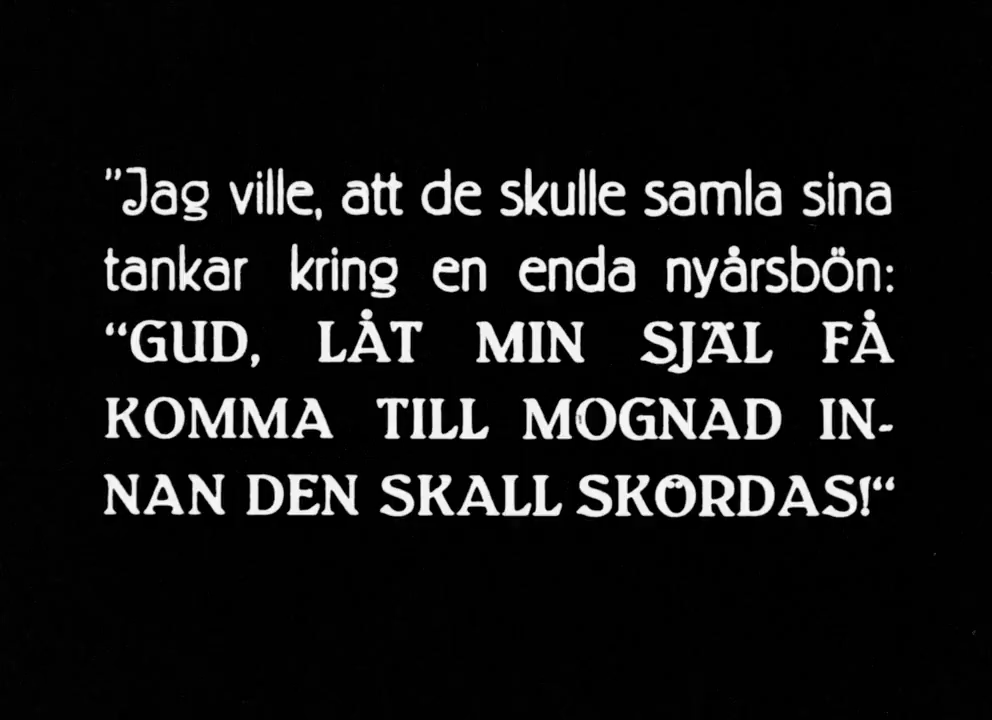 "Jag ville, att de skulle samla sina
tankar kring en enda nyårsbön:
“GUD, LÅT MIN SJÄL FÅ
KOMMA TILL MOGNAD IN-
NAN DEN SKALL SKÖRDAS!“